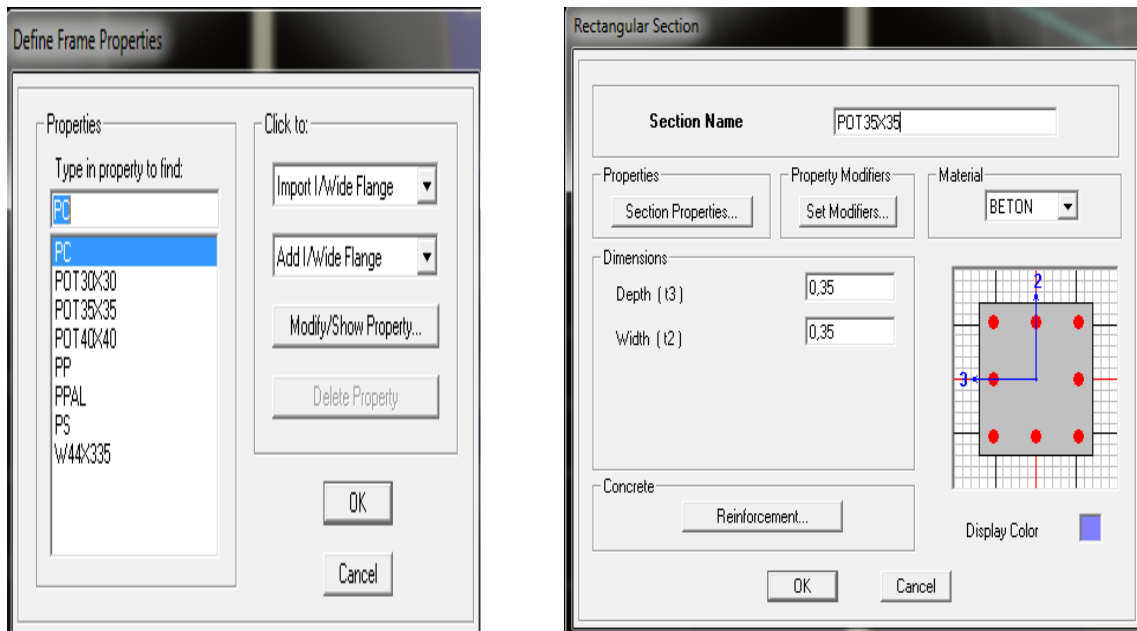 Define Frame Properties
Properties
Type in property to find:
PC
PC
POT30X30
POT35X35
POT40X40
PP
PPAL
PS
W44X335
Click to:
Import I/Wide Flange
Add I/Wide Flange
Modify/Show Property...
Delete Property
OK
Cancel
Rectangular Section
Section Name POT35X35
Properties
Section Properties...
Property Modifiers
Set Modifiers...
Material
BETON
Dimensions
Depth ( t3 ) 0,35
Width ( t2 ) 0,35
2
3
Concrete
Reinforcement...
Display Color
OK Cancel